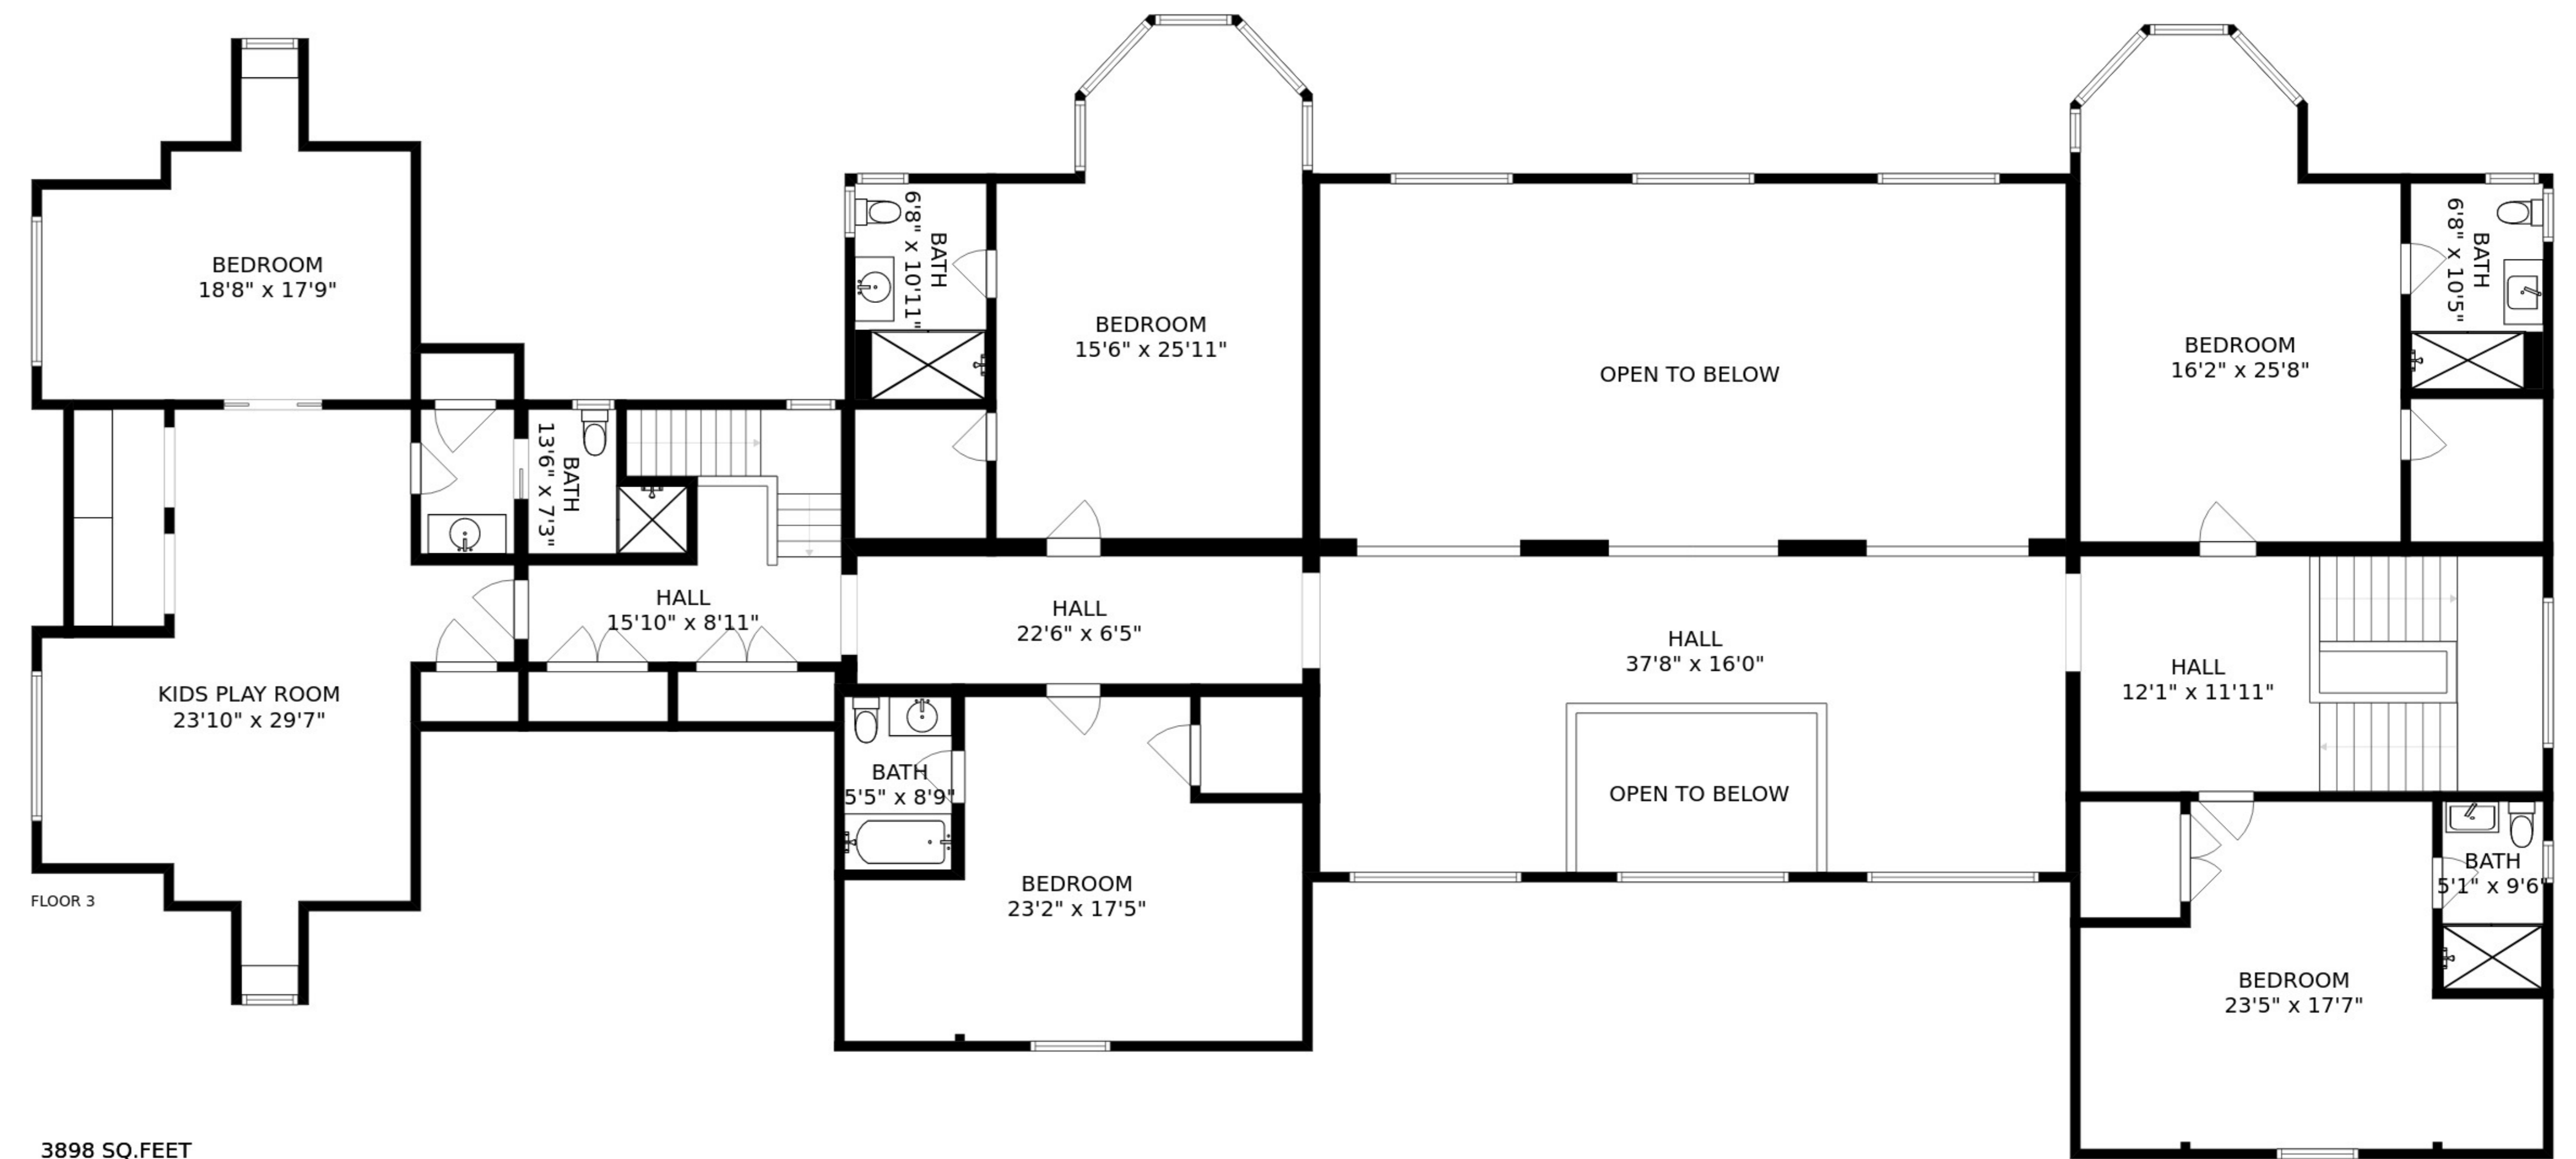 BEDROOM
18'8" x 17'9"
BATH
6'8" x 10'11"
BEDROOM
15'6" x 25'11"
OPEN TO BELOW
BEDROOM
16'2" x 25'8"
BATH
6'8" x 10'5"
BATH
13'6" x 7'3"
HALL
15'10" x 8'11"
HALL
22'6" x 6'5"
HALL
37'8" x 16'0"
HALL
12'1" x 11'11"
KIDS PLAY ROOM
23'10" x 29'7"
BATH
5'5" x 8'9"
OPEN TO BELOW
BATH
5'1" x 9'6"
BEDROOM
23'2" x 17'5"
FLOOR 3
BEDROOM
23'5" x 17'7"
3898 SQ.FEET